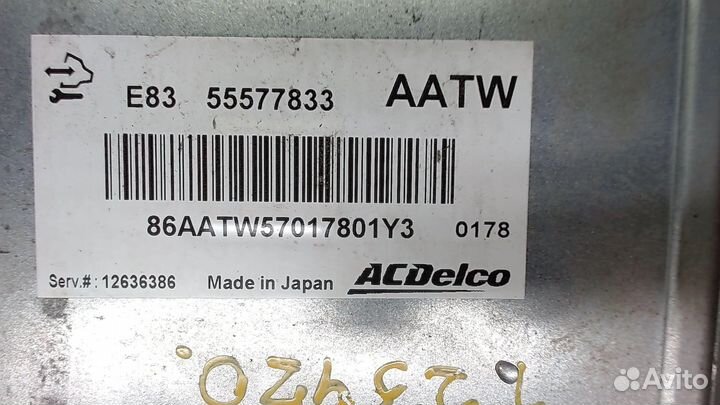 E83 55577833 AATW
86AATW57017801Y3 0178
Serv.#: 12636386 Made in Japan ACDelco
Avito